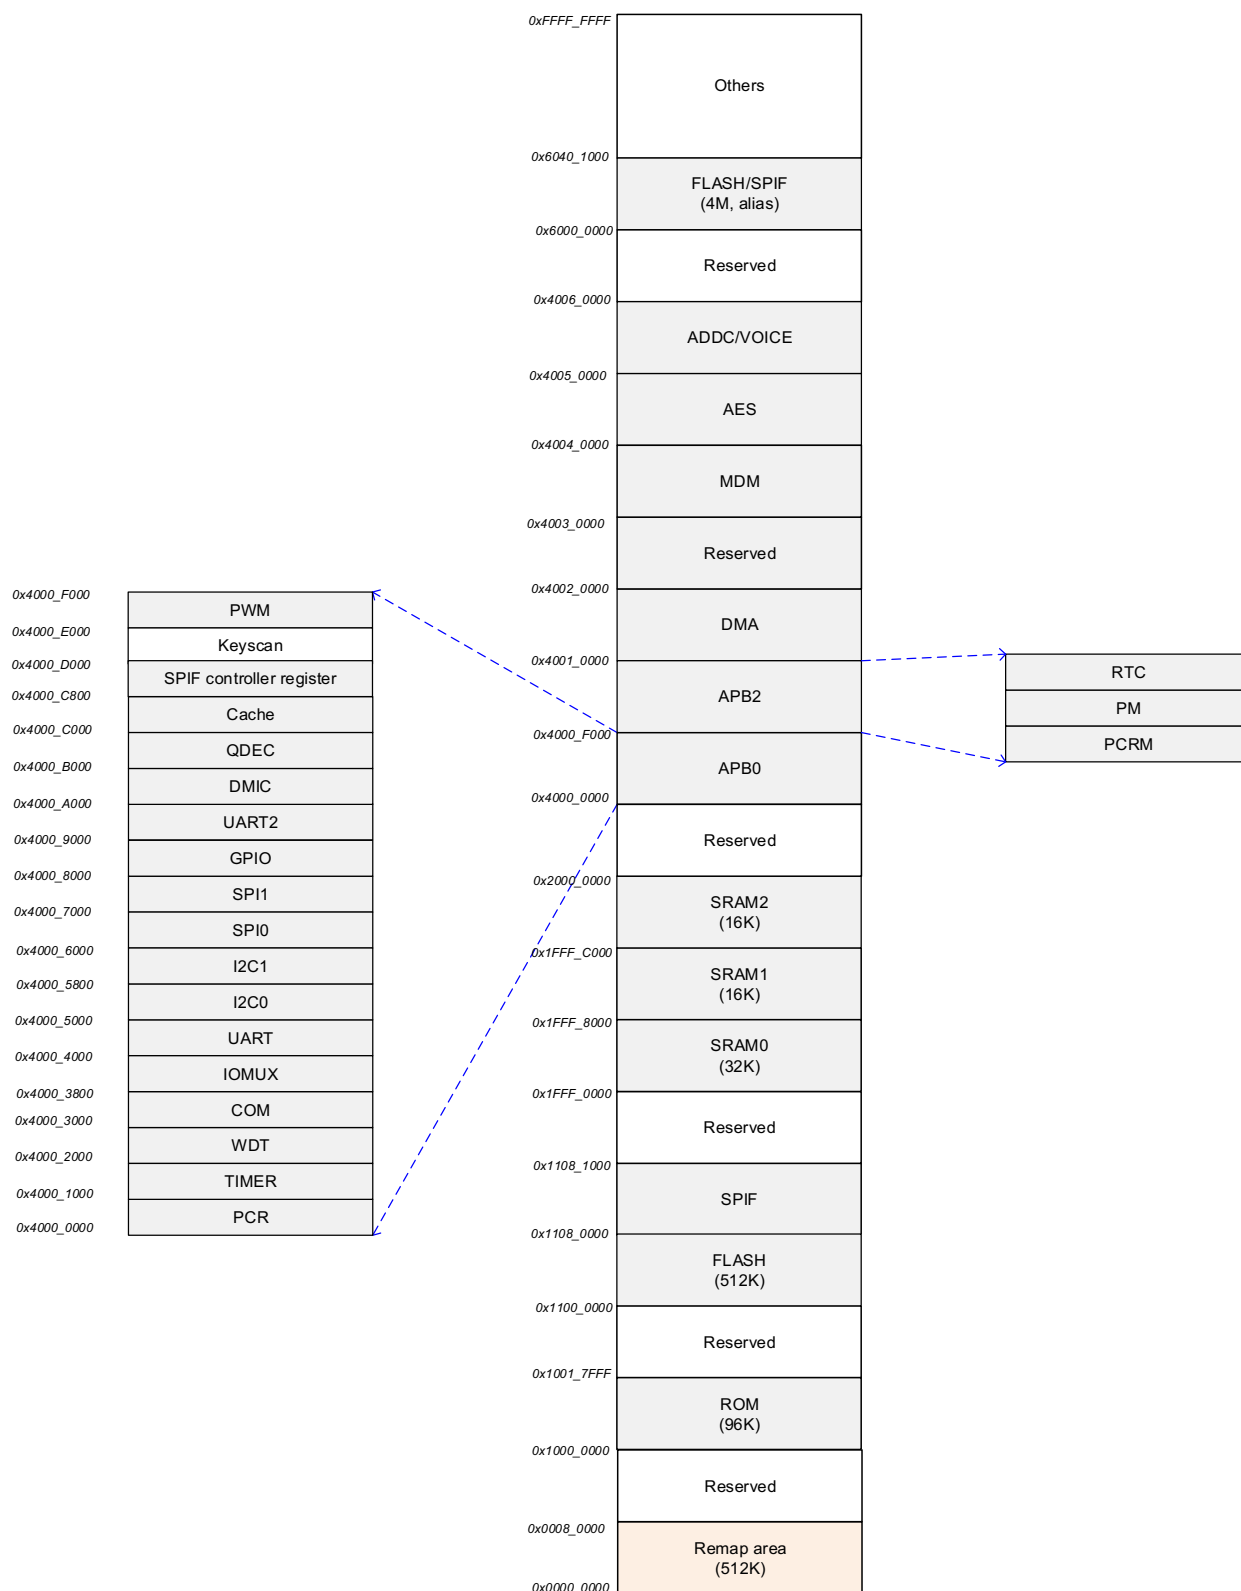 0xFFFF_FFFF
Others
0x6040_1000
FLASH/SPIF
(4M, alias)
0x6000_0000
Reserved
0x4006_0000
ADDC/VOICE
0x4005_0000
AES
0x4004_0000
MDM
0x4003_0000
Reserved
0x4002_0000
DMA
0x4001_0000
APB2
0x4000_F000
APB0
0x4000_0000
Reserved
0x2000_0000
SRAM2
(16K)
0x1FFF_C000
SRAM1
(16K)
0x1FFF_8000
SRAM0
(32K)
0x1FFF_0000
Reserved
0x1108_1000
SPIF
0x1108_0000
FLASH
(512K)
0x1100_0000
Reserved
0x1001_7FFF
ROM
(96K)
0x1000_0000
Reserved
0x0008_0000
Remap area
(512K)
0x0000_0000
0x4000_F000
PWM
0x4000_E000
Keyscan
0x4000_D000
SPIF controller register
0x4000_C800
Cache
0x4000_C000
QDEC
0x4000_B000
DMIC
0x4000_A000
UART2
0x4000_9000
GPIO
0x4000_8000
SPI1
0x4000_7000
SPI0
0x4000_6000
I2C1
0x4000_5800
I2C0
0x4000_5000
UART
0x4000_4000
IOMUX
0x4000_3800
COM
0x4000_3000
WDT
0x4000_2000
TIMER
0x4000_1000
PCR
0x4000_0000
RTC
PM
PCRM